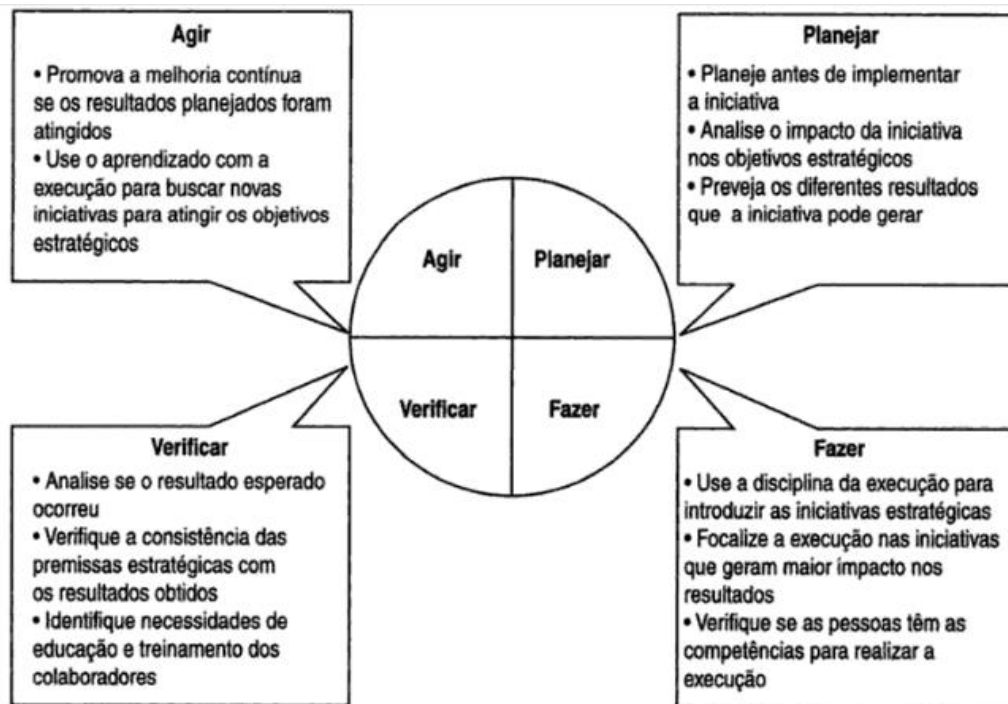 Agir
• Promova a melhoria contínua
se os resultados planejados foram
atingidos
• Use o aprendizado com a
execução para buscar novas
iniciativas para atingir os objetivos
estratégicos
Planejar
• Planeje antes de implementar
a iniciativa
• Analise o impacto da iniciativa
nos objetivos estratégicos
• Preveja os diferentes resultados
que a iniciativa pode gerar
Agir
Planejar
Verificar
Fazer
Verificar
• Analise se o resultado esperado
ocorreu
• Verifique a consistência das
premissas estratégicas com
os resultados obtidos
• Identifique necessidades de
educação e treinamento dos
colaboradores
Fazer
• Use a disciplina da execução para
introduzir as iniciativas estratégicas
• Focalize a execução nas iniciativas
que geram maior impacto nos
resultados
• Verifique se as pessoas têm as
competências para realizar a
execução